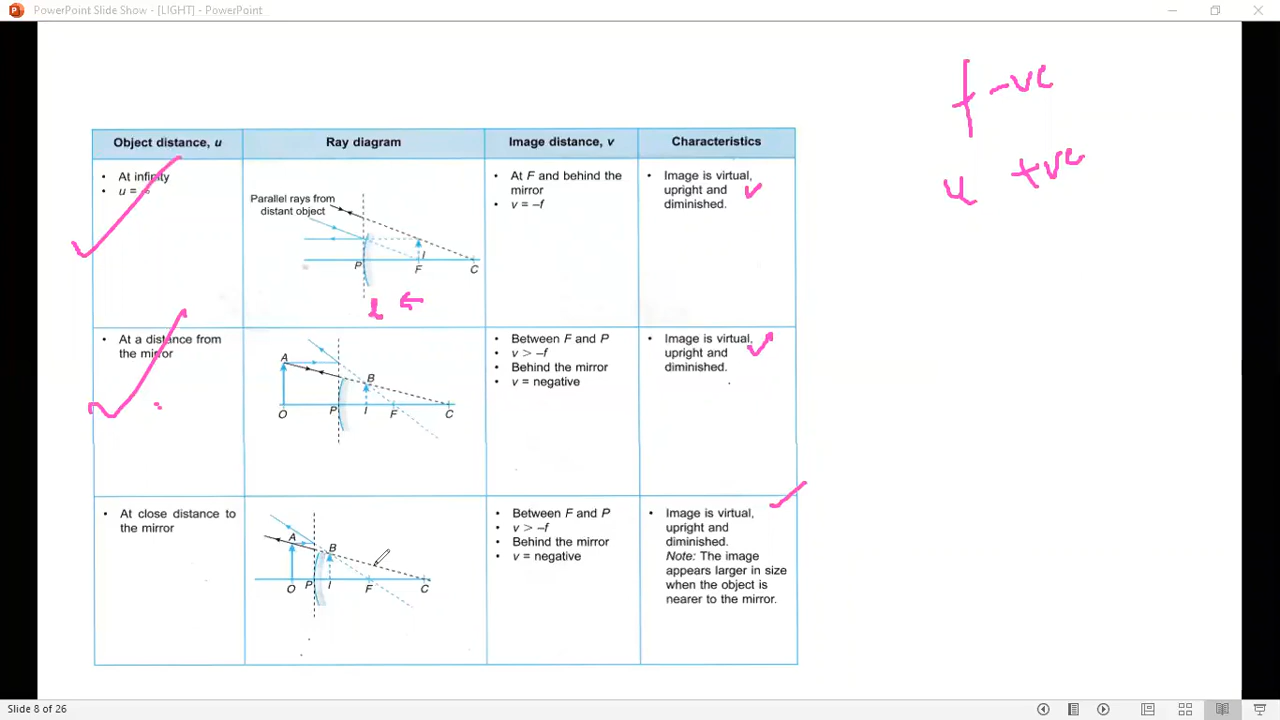 PowerPoint Slide Show - [LIGHT] - PowerPoint
f -ve
u +ve
Object distance, u
Ray diagram
Image distance, v
Characteristics
• At infinity
• u = ∞
Parallel rays from
distant object
P
I
F
C
• At F and behind the
mirror
• v = –f
• Image is virtual,
upright and
diminished.
• At a distance from
the mirror
A
B
O
P
I
F
C
• Between F and P
• v > –f
• Behind the mirror
• v = negative
• Image is virtual,
upright and
diminished.
• At close distance to
the mirror
A
B
O
P
I
F
C
• Between F and P
• v > –f
• Behind the mirror
• v = negative
• Image is virtual,
upright and
diminished.
Note: The image
appears larger in size
when the object is
nearer to the mirror.
Slide 8 of 26